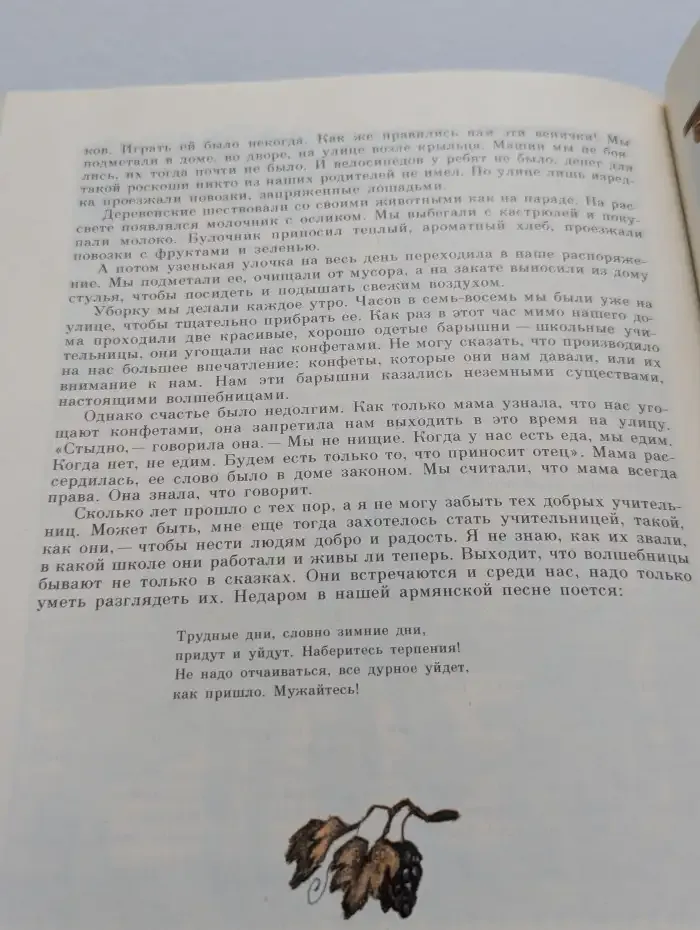 ков. Играть ей было некогда. Как же нравились нам эти венички! Мы
подметали в доме, во дворе, на улице возле крыльца. Машин мы не боя-
лись, их тогда почти не было. И велосипедов у ребят не было, денег для
такой роскоши никто из наших родителей не имел. По улице лишь изред-
ка проезжали повозки, запряженные лошадьми.
Деревенские шествовали со своими животными как на параде. На рас-
свете появлялся молочник с осликом. Мы выбегали с кастрюлей и поку-
пали молоко. Булочник приносил теплый, ароматный хлеб, проезжали
повозки с фруктами и зеленью.
А потом узенькая улочка на весь день переходила в наше распоряже-
ние. Мы подметали ее, очищали от мусора, а на закате выносили из дому
стулья, чтобы посидеть и подышать свежим воздухом.
Уборку мы делали каждое утро. Часов в семь-восемь мы были уже на
улице, чтобы тщательно прибрать ее. Как раз в этот час мимо нашего до-
ма проходили две красивые, хорошо одетые барышни — школьные учи-
тельницы, они угощали нас конфетами. Не могу сказать, что производило
на нас большее впечатление: конфеты, которые они нам давали, или их
внимание к нам. Нам эти барышни казались неземными существами,
настоящими волшебницами.
Однако счастье было недолгим. Как только мама узнала, что нас уго-
щают конфетами, она запретила нам выходить в это время на улицу.
«Стыдно,— говорила она.— Мы не нищие. Когда у нас есть еда, мы едим.
Когда нет, не едим. Будем есть только то, что приносит отец». Мама рас-
сердилась, ее слово было в доме законом. Мы считали, что мама всегда
права. Она знала, что говорит.
Сколько лет прошло с тех пор, а я не могу забыть тех добрых учитель-
ниц. Может быть, мне еще тогда захотелось стать учительницей, такой,
как они,— чтобы нести людям добро и радость. Я не знаю, как их звали,
в какой школе они работали и живы ли теперь. Выходит, что волшебницы
бывают не только в сказках. Они встречаются и среди нас, надо только
уметь разглядеть их. Недаром в нашей армянской песне поется:
Трудные дни, словно зимние дни,
придут и уйдут. Наберитесь терпения!
Не надо отчаиваться, все дурное уйдет,
как пришло. Мужайтесь!